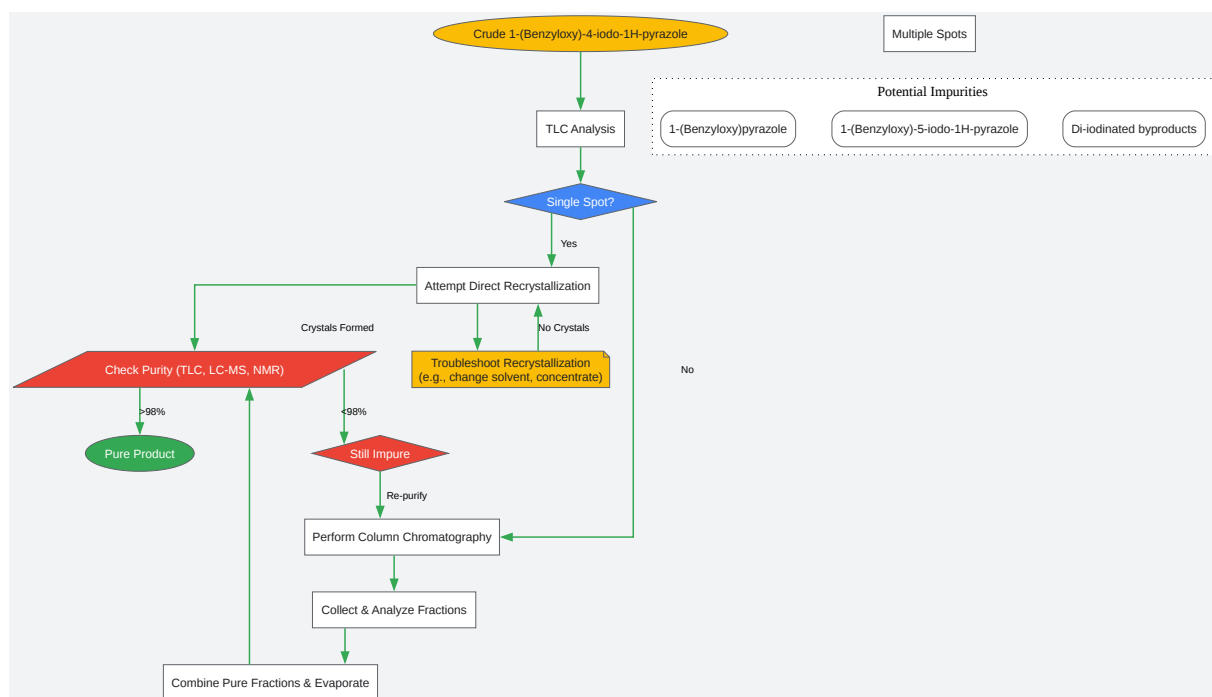 Crude 1-(Benzyloxy)-4-iodo-1H-pyrazole
Multiple Spots
Potential Impurities
TLC Analysis
1-(Benzyloxy)pyrazole
1-(Benzyloxy)-5-iodo-1H-pyrazole
Di-iodinated byproducts
Single Spot?
Yes
Attempt Direct Recrystallization
Crystals Formed
No Crystals
Check Purity (TLC, LC-MS, NMR)
Troubleshoot Recrystallization
(e.g., change solvent, concentrate)
No
>98%
<98%
Pure Product
Still Impure
Re-purify
Perform Column Chromatography
Collect & Analyze Fractions
Combine Pure Fractions & Evaporate